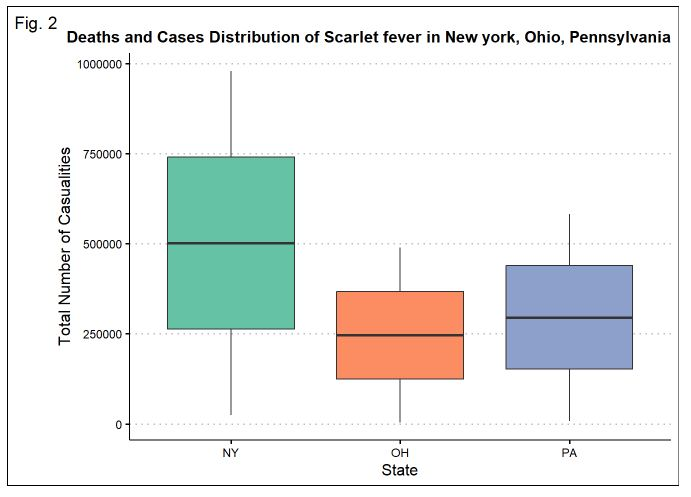 Fig. 2
Deaths and Cases Distribution of Scarlet fever in New york, Ohio, Pennsylvania
Total Number of Casualities
1000000
750000
500000
250000
0
NY OH PA
State